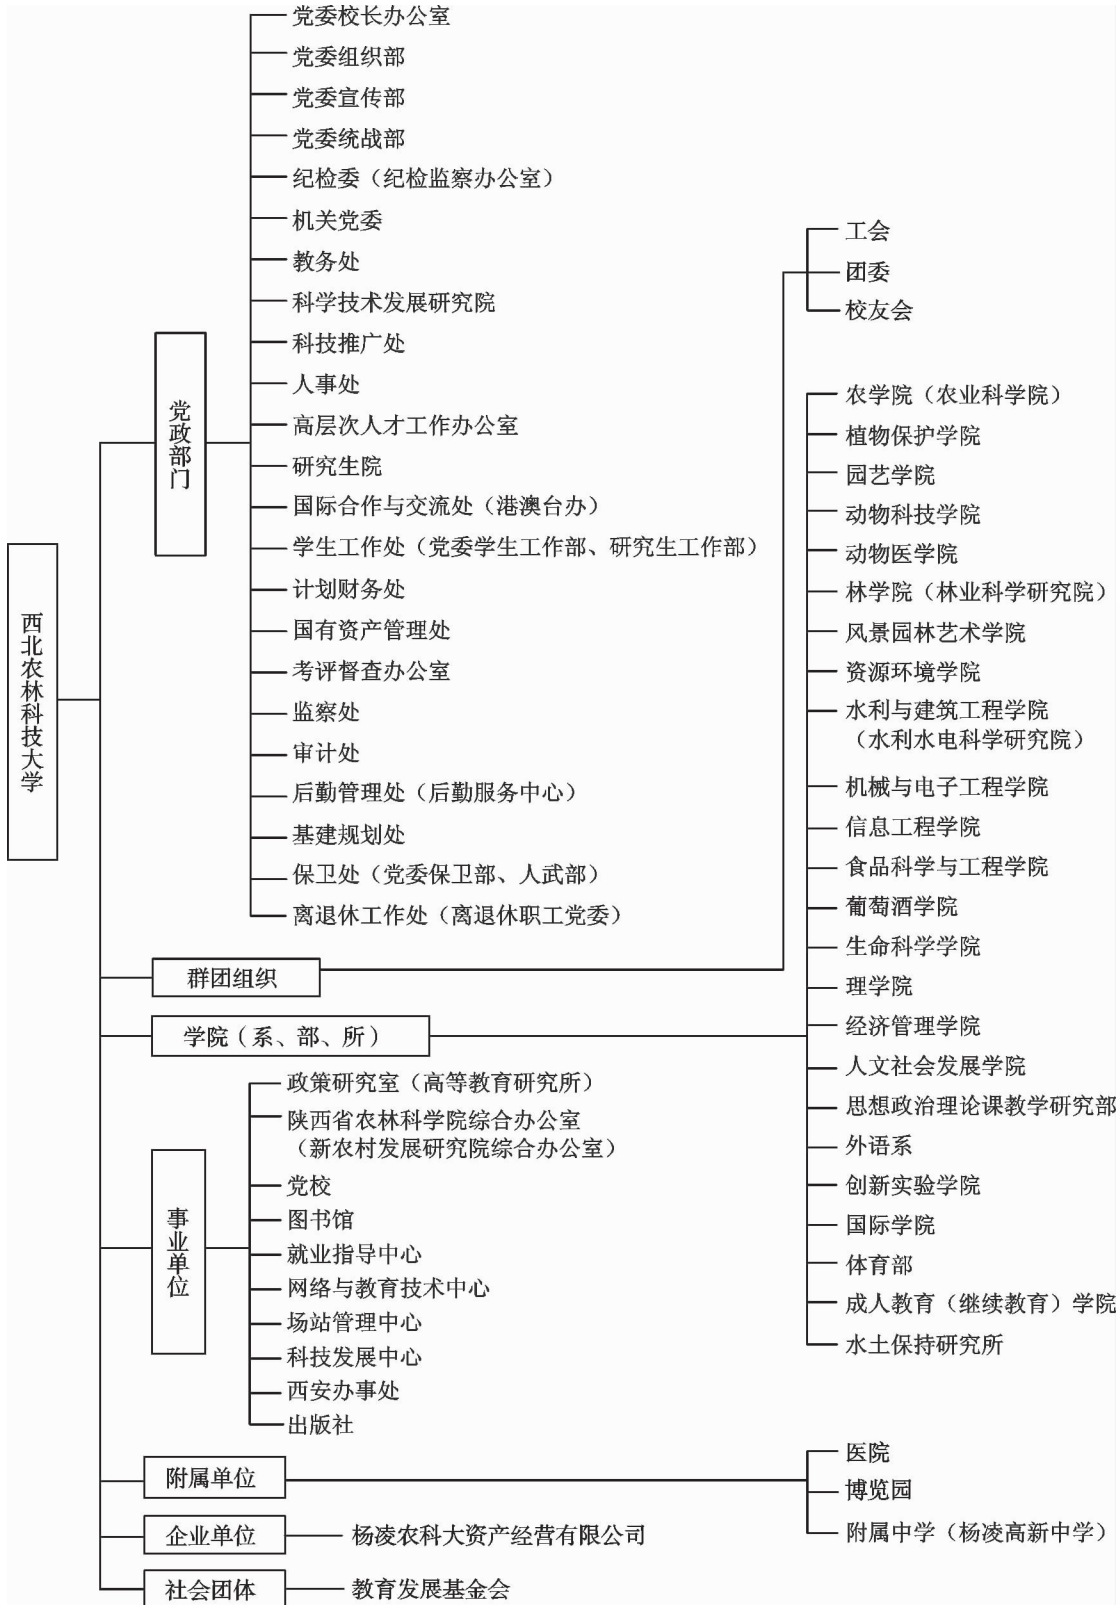 西北农林科技大学
党政部门
党委校长办公室
党委组织部
党委宣传部
党委统战部
纪检委（纪检监察办公室）
机关党委
教务处
科学技术发展研究院
科技推广处
人事处
高层次人才工作办公室
研究生院
国际合作与交流处（港澳台办）
学生工作处（党委学生工作部、研究生工作部）
计划财务处
国有资产管理处
考评督查办公室
监察处
审计处
后勤管理处（后勤服务中心）
基建规划处
保卫处（党委保卫部、人武部）
离退休工作处（离退休职工党委）
群团组织
工会
团委
校友会
学院（系、部、所）
农学院（农业科学院）
植物保护学院
园艺学院
动物科技学院
动物医学院
林学院（林业科学研究院）
风景园林艺术学院
资源环境学院
水利与建筑工程学院
（水利水电科学研究院）
机械与电子工程学院
信息工程学院
食品科学与工程学院
葡萄酒学院
生命科学学院
理学院
经济管理学院
人文社会发展学院
思想政治理论课教学研究部
外语系
创新实验学院
国际学院
体育部
成人教育（继续教育）学院
水土保持研究所
事业单位
政策研究室（高等教育研究所）
陕西省农林科学院综合办公室
（新农村发展研究院综合办公室）
党校
图书馆
就业指导中心
网络与教育技术中心
场站管理中心
科技发展中心
西安办事处
出版社
附属单位
医院
博览园
附属中学（杨凌高新中学）
企业单位
杨凌农科大资产经营有限公司
社会团体
教育发展基金会